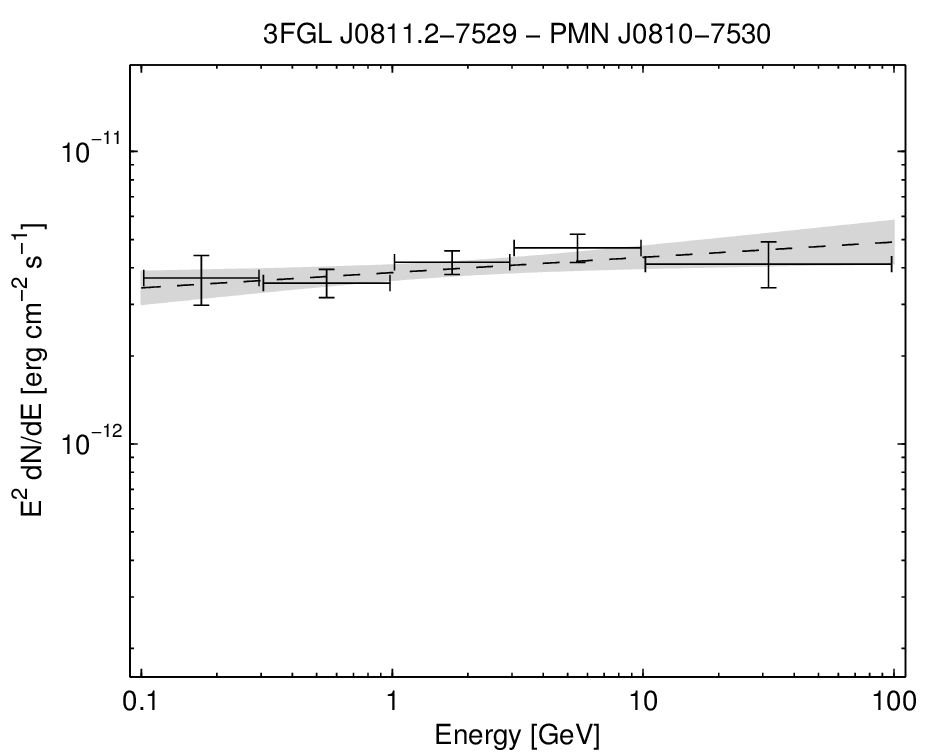 3FGL J0811.2−7529 − PMN J0810−7530
E² dN/dE [erg cm⁻² s⁻¹]
10⁻¹¹
10⁻¹²
0.1 1 10 100
Energy [GeV]